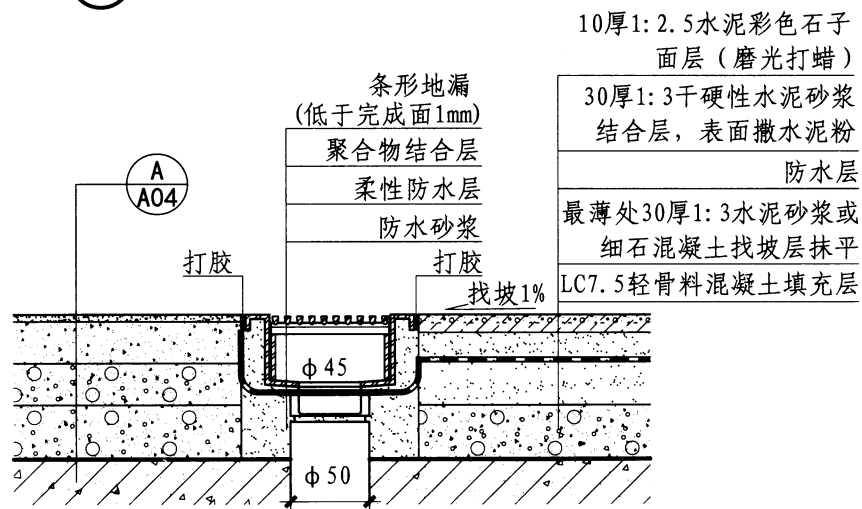 10厚1:2.5水泥彩色石子
面层（磨光打蜡）
30厚1:3干硬性水泥砂浆
结合层，表面撒水泥粉
防水层
最薄处30厚1:3水泥砂浆或
细石混凝土找坡层抹平
LC7.5轻骨料混凝土填充层
条形地漏
(低于完成面1mm)
聚合物结合层
柔性防水层
防水砂浆
A
A04
打胶
打胶
找坡1%
ф45
ф50